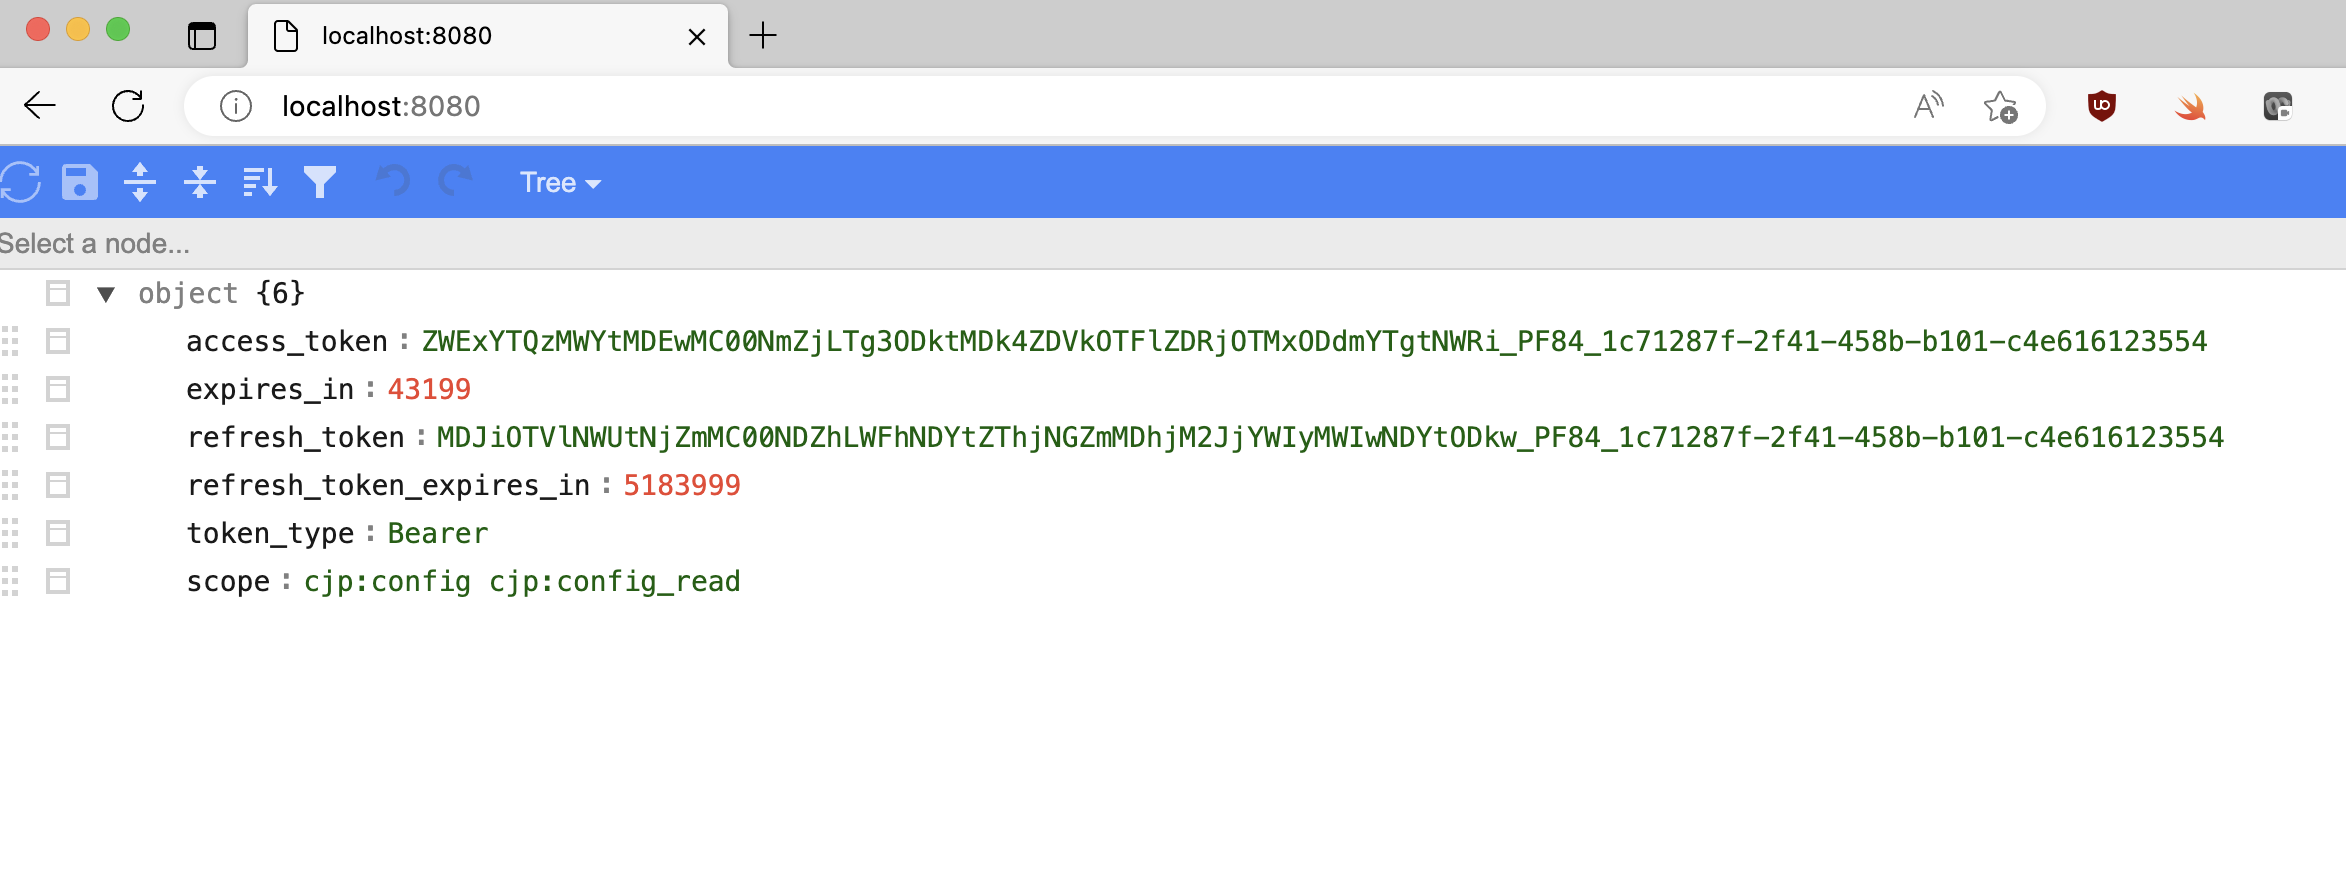 localhost:8080
localhost:8080
Tree
Select a node...
object {6}
access_token : ZWExYTQzMWYtMDEwMC00NmZjLTg3ODktMDk4ZDVkOTFlZDRjOTMxODdmYTgtNWRi_PF84_1c71287f-2f41-458b-b101-c4e616123554
expires_in : 43199
refresh_token : MDJiOTVlNWUtNjZmMC00NDZhLWFhNDYtZThjNGZmMDhjM2JjYWIyMWIwNDYtODkw_PF84_1c71287f-2f41-458b-b101-c4e616123554
refresh_token_expires_in : 5183999
token_type : Bearer
scope : cjp:config cjp:config_read